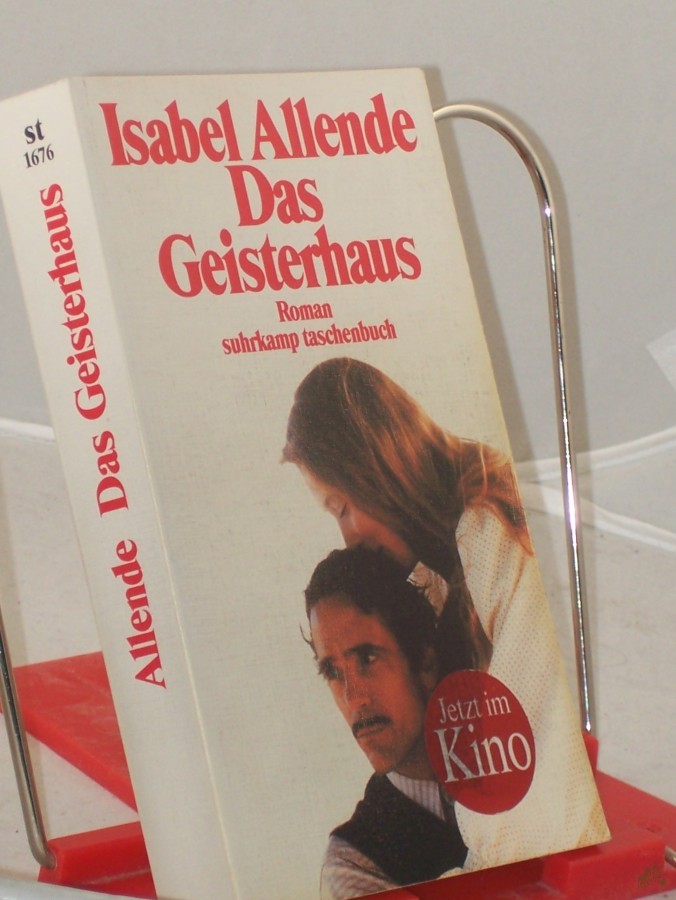 st
1676
Allende Das Geisterhaus
Isabel Allende
Das
Geisterhaus
Roman
suhrkamp taschenbuch
Jetzt im
Kino